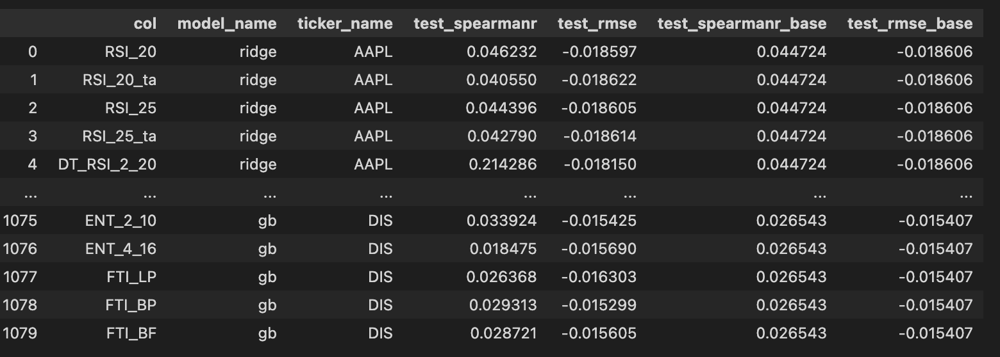 col model_name ticker_name test_spearmanr test_rmse test_spearmanr_base test_rmse_base
0 RSI_20 ridge AAPL 0.046232 -0.018597 0.044724 -0.018606
1 RSI_20_ta ridge AAPL 0.040550 -0.018622 0.044724 -0.018606
2 RSI_25 ridge AAPL 0.044396 -0.018605 0.044724 -0.018606
3 RSI_25_ta ridge AAPL 0.042790 -0.018614 0.044724 -0.018606
4 DT_RSI_2_20 ridge AAPL 0.214286 -0.018150 0.044724 -0.018606
... ... ... ... ... ... ... ...
1075 ENT_2_10 gb DIS 0.033924 -0.015425 0.026543 -0.015407
1076 ENT_4_16 gb DIS 0.018475 -0.015690 0.026543 -0.015407
1077 FTI_LP gb DIS 0.026368 -0.016303 0.026543 -0.015407
1078 FTI_BP gb DIS 0.029313 -0.015299 0.026543 -0.015407
1079 FTI_BF gb DIS 0.028721 -0.015605 0.026543 -0.015407